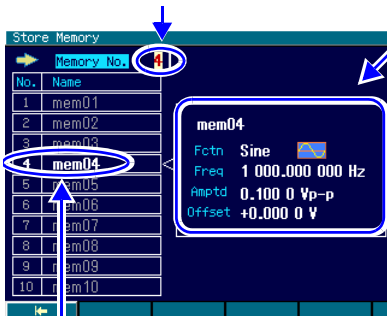 Store Memory
Memory No. 4
No. Name
1 mem01
2 mem02
3 mem03
4 mem04
5 mem05
6 mem06
7 mem07
8 mem08
9 mem09
10 mem10
mem04
Fctn Sine
Freq 1 000.000 000 Hz
Amptd 0.100 0 Vp-p
Offset +0.000 0 V